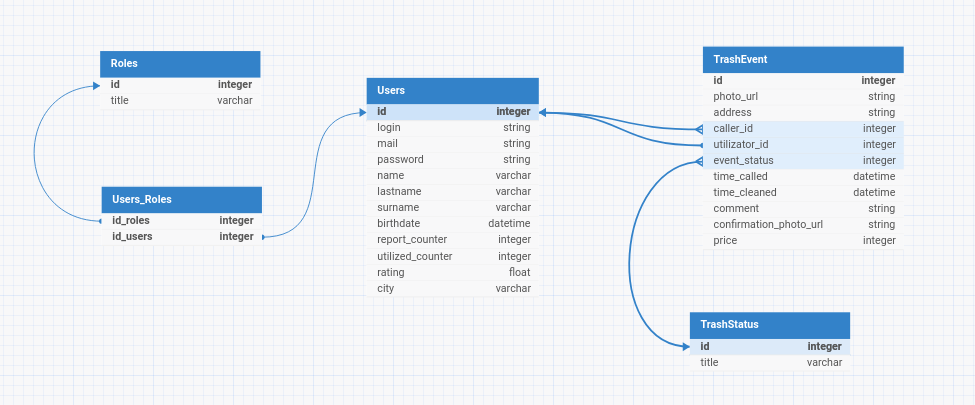 Roles
id integer
title varchar
Users_Roles
id_roles integer
id_users integer
Users
id integer
login string
mail string
password string
name varchar
lastname varchar
surname varchar
birthdate datetime
report_counter integer
utilized_counter integer
rating float
city varchar
TrashEvent
id integer
photo_url string
address string
caller_id integer
utilizator_id integer
event_status integer
time_called datetime
time_cleaned datetime
comment string
confirmation_photo_url string
price integer
TrashStatus
id integer
title varchar